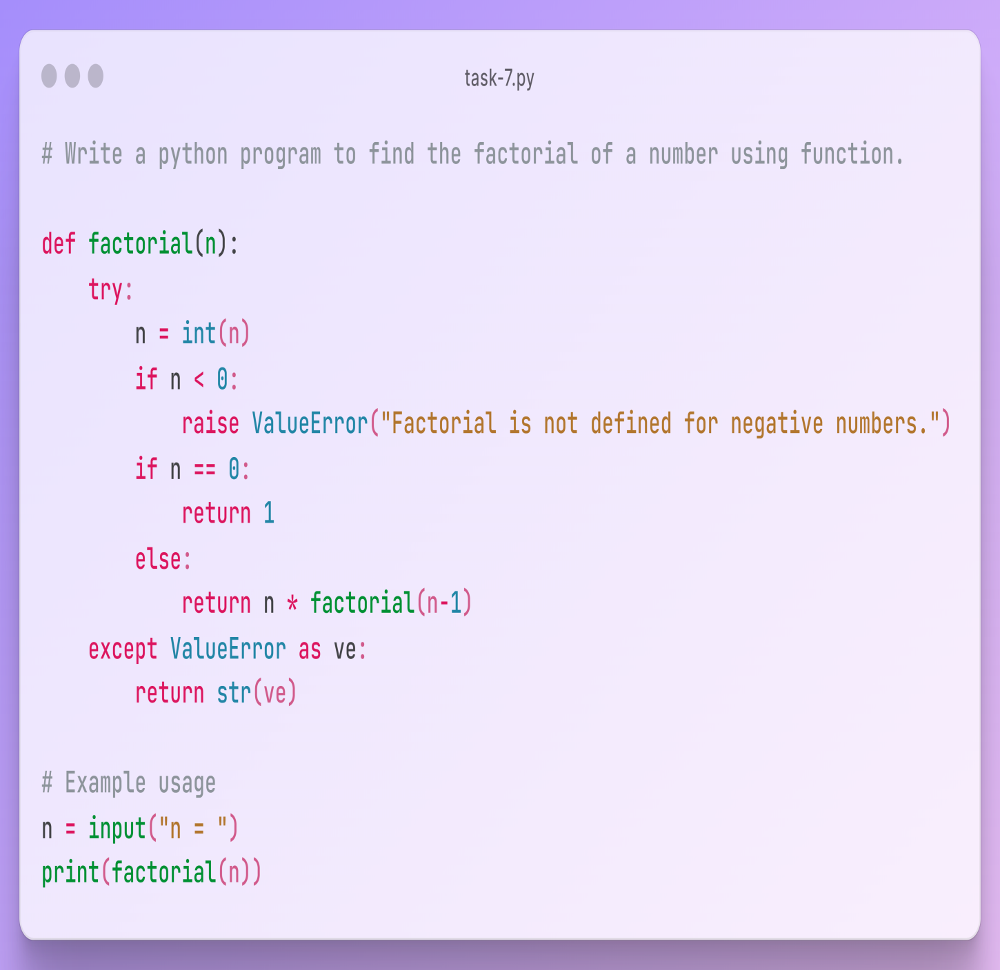 task-7.py
# Write a python program to find the factorial of a number using function.
def factorial(n):
    try:
        n = int(n)
        if n < 0:
            raise ValueError("Factorial is not defined for negative numbers.")
        if n == 0:
            return 1
        else:
            return n * factorial(n-1)
    except ValueError as ve:
        return str(ve)
# Example usage
n = input("n = ")
print(factorial(n))